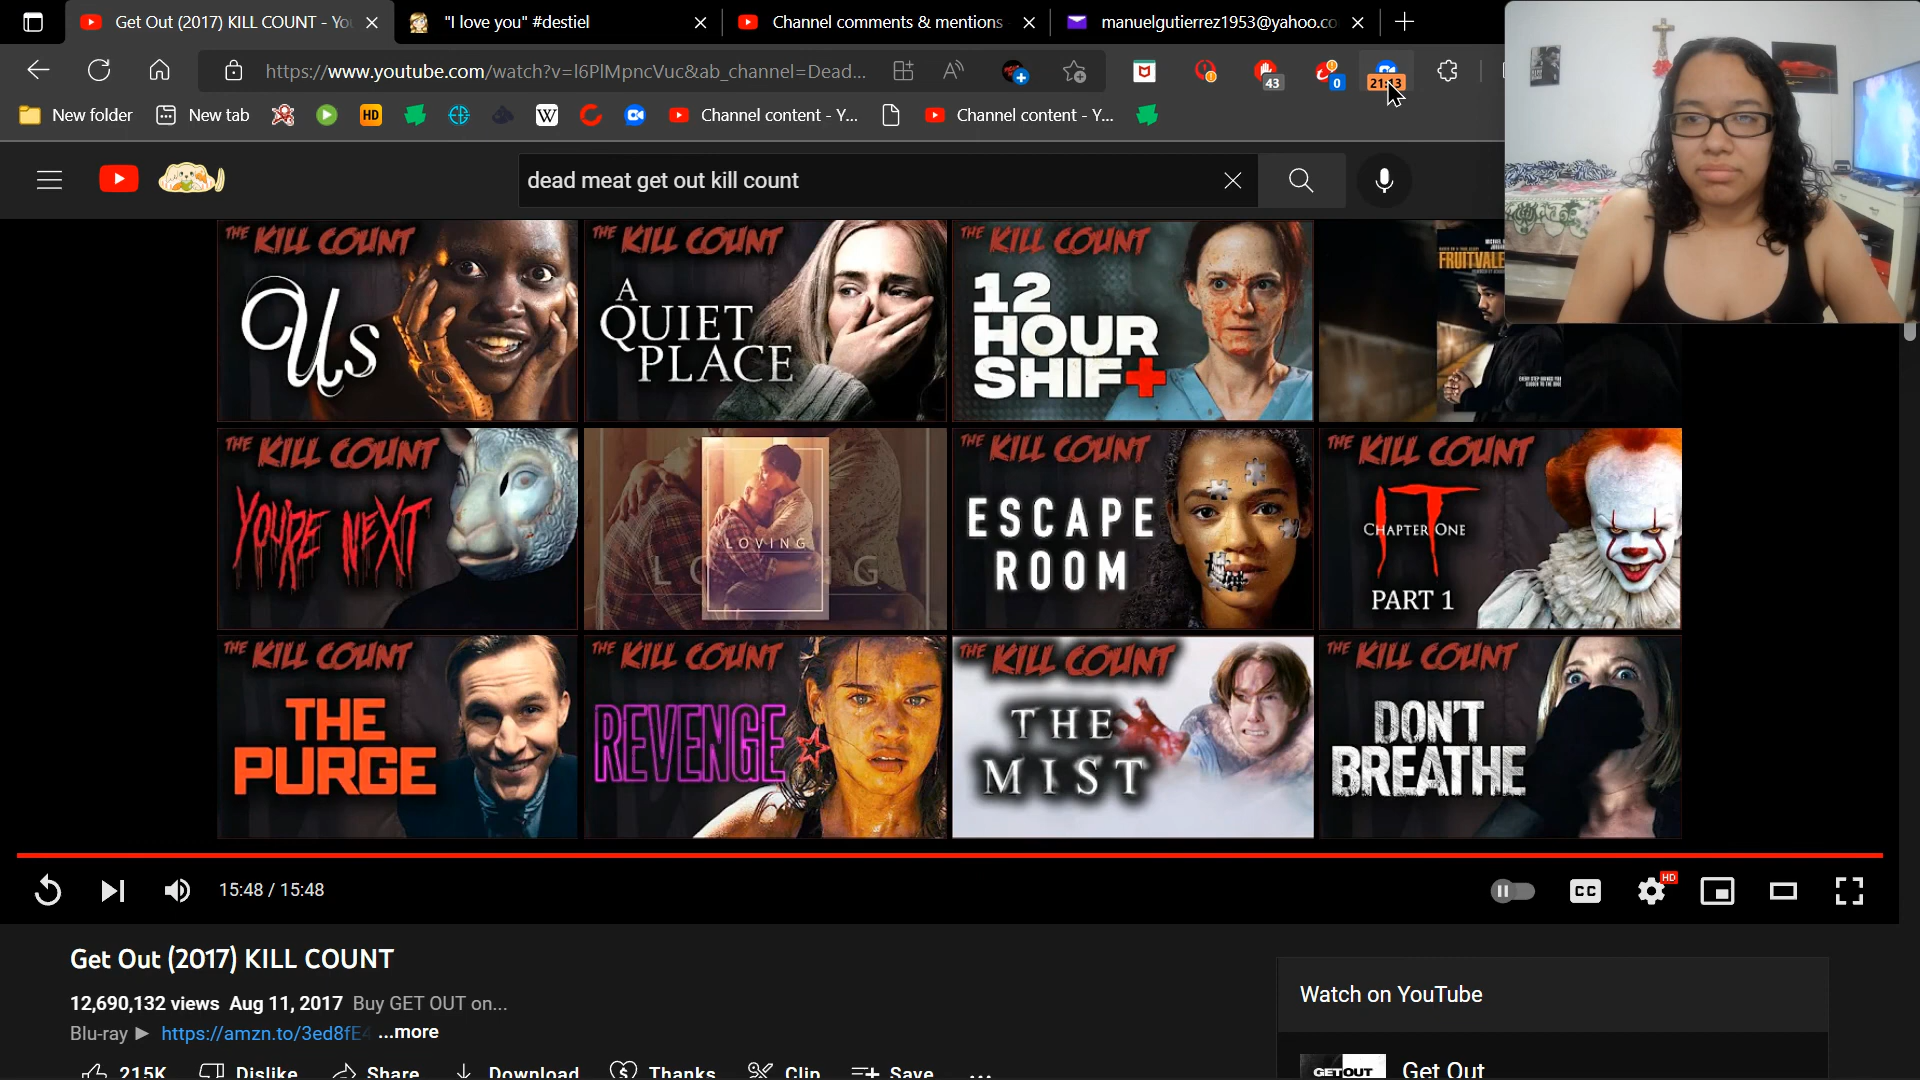 Get Out (2017) KILL COUNT - Yo
"I love you" #destiel
Channel comments & mentions
manuelgutierrez1953@yahoo.co
https://www.youtube.com/watch?v=l6PlMpncVuc&ab_channel=Dead...
43
0
21:13
New folder
New tab
HD
W
Channel content - Y...
Channel content - Y...
dead meat get out kill count
THE KILL COUNT
Us
THE KILL COUNT
A QUIET PLACE
THE KILL COUNT
12 HOUR SHIFT
FRUITVALE
THE KILL COUNT
YOU'RE NEXT
LOVING
THE KILL COUNT
ESCAPE ROOM
THE KILL COUNT
IT
CHAPTER ONE
PART 1
THE KILL COUNT
THE PURGE
THE KILL COUNT
REVENGE
THE KILL COUNT
THE MIST
THE KILL COUNT
DON'T BREATHE
15:48 / 15:48
CC
HD
Get Out (2017) KILL COUNT
12,690,132 views Aug 11, 2017 Buy GET OUT on...
Blu-ray ► https://amzn.to/3ed8fE4 ...more
215K Dislike Share Download Thanks Clip Save ...
Watch on YouTube
GET OUT
Get Out